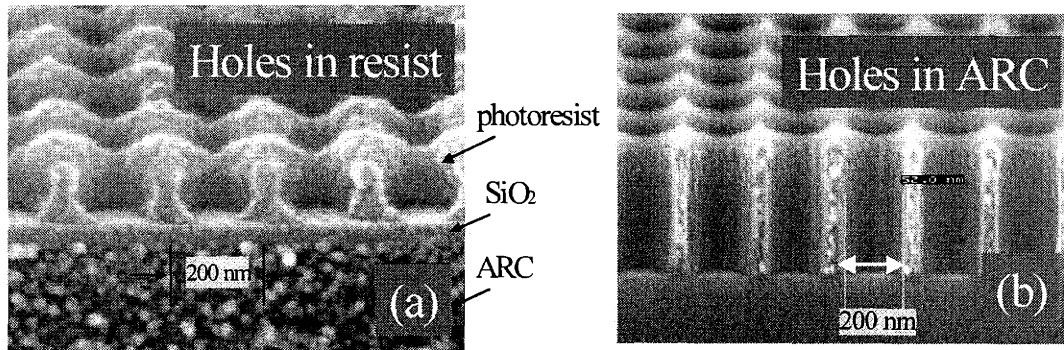 Holes in resist
photoresist
SiO₂
ARC
200 nm
(a)
Holes in ARC
200 nm
(b)